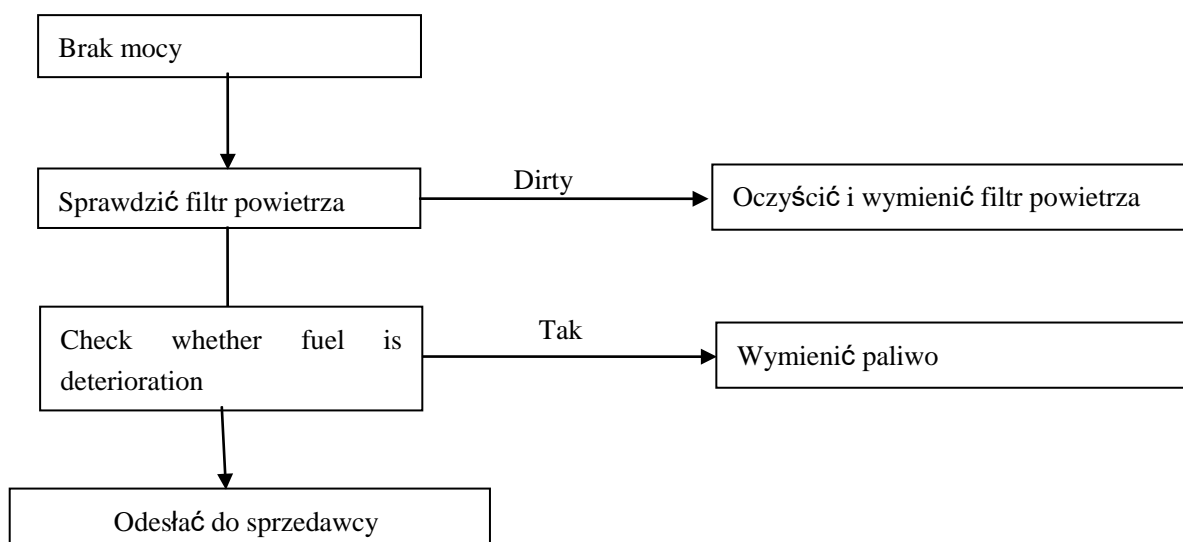 Brak mocy
Sprawdzić filtr powietrza
Dirty
Oczyścić i wymienić filtr powietrza
Check whether fuel is
deterioration
Tak
Wymienić paliwo
Odesłać do sprzedawcy